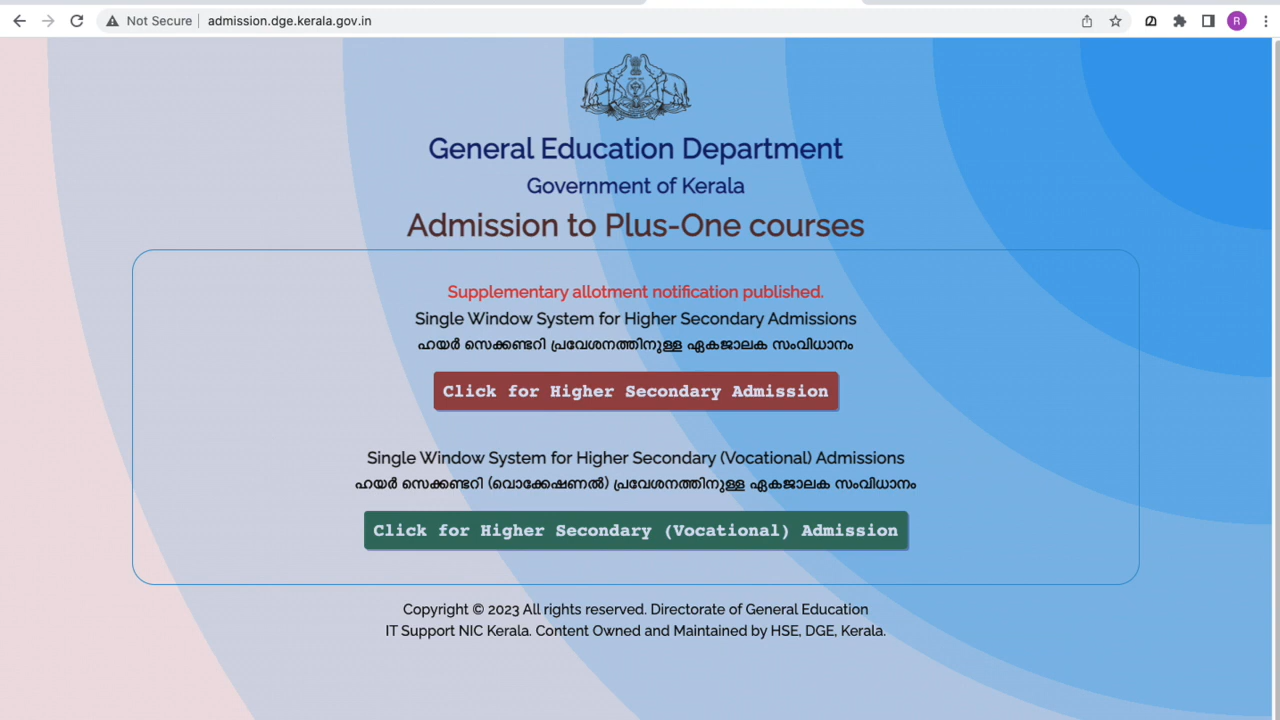 Not Secure admission.dge.kerala.gov.in R
General Education Department
Government of Kerala
Admission to Plus-One courses
Supplementary allotment notification published.
Single Window System for Higher Secondary Admissions
ഹയർ സെക്കണ്ടറി പ്രവേശനത്തിനുള്ള ഏകജാലക സംവിധാനം
Click for Higher Secondary Admission
Single Window System for Higher Secondary (Vocational) Admissions
ഹയർ സെക്കണ്ടറി (വൊക്കേഷണൽ) പ്രവേശനത്തിനുള്ള ഏകജാലക സംവിധാനം
Click for Higher Secondary (Vocational) Admission
Copyright © 2023 All rights reserved. Directorate of General Education
IT Support NIC Kerala. Content Owned and Maintained by HSE, DGE, Kerala.